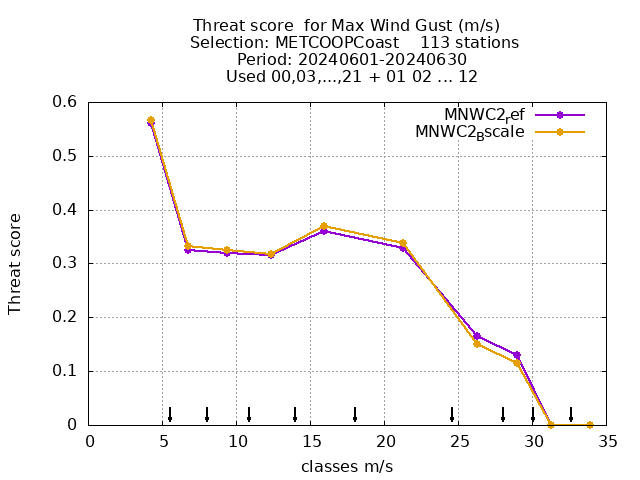 Threat score  for Max Wind Gust (m/s)
Selection: METCOOPCoast    113 stations
Period: 20240601-20240630
Used 00,03,...,21 + 01 02 ... 12
MNWC2ref
MNWC2Bscale
0.6
0.5
0.4
0.3
0.2
0.1
0
Threat score
0 5 10 15 20 25 30 35
classes m/s